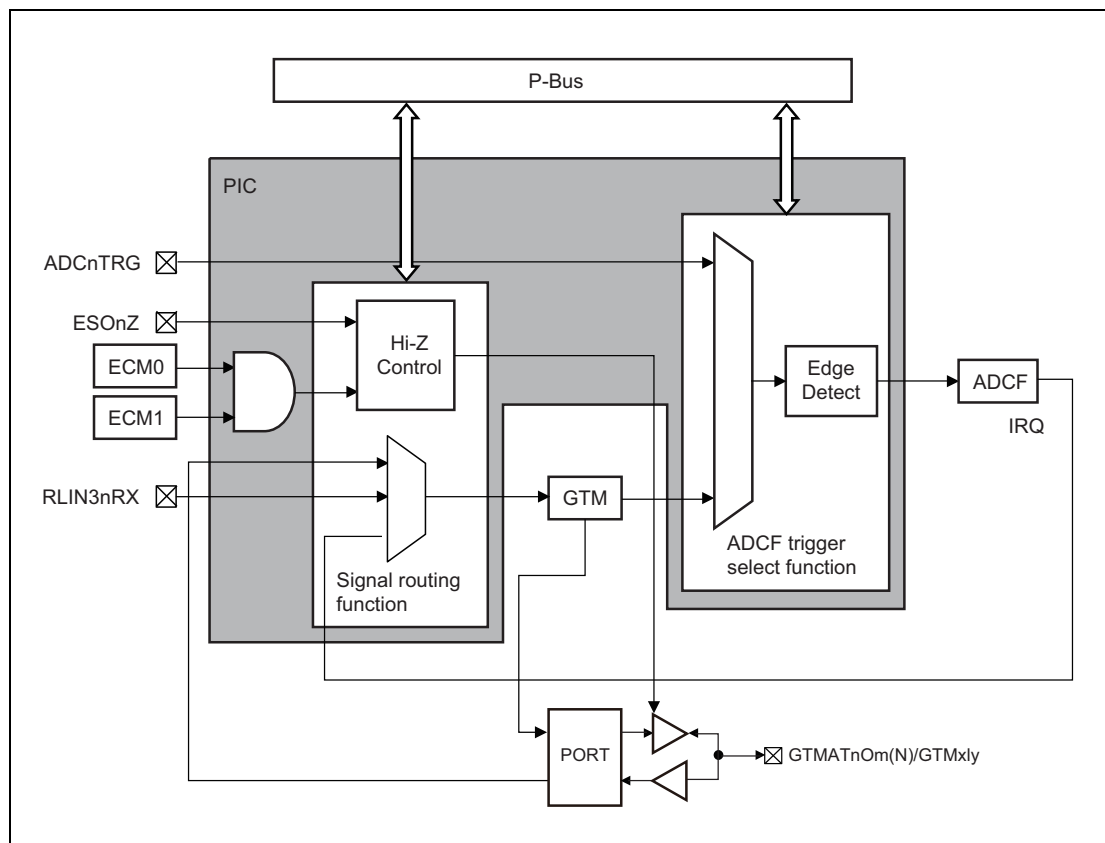 P-Bus
PIC
ADCnTRG
ESOnZ
Hi-Z
Control
ECM0
ECM1
Edge
Detect
ADCF
IRQ
RLIN3nRX
GTM
ADCF trigger
select function
Signal routing
function
PORT
GTMATnOm(N)/GTMxIy